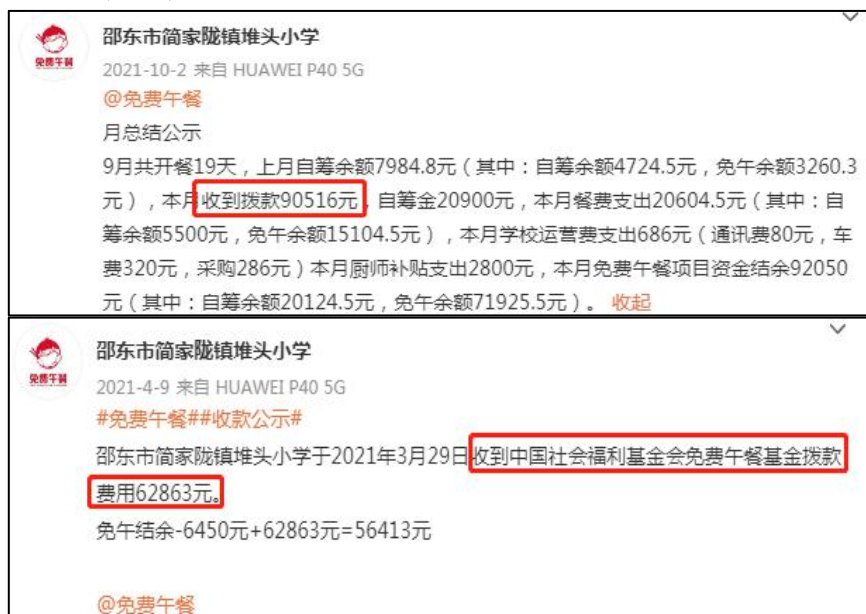 邵东市简家陇镇堆头小学
免费午餐
2021-10-2 来自 HUAWEI P40 5G
@免费午餐
月总结公示
9月共开餐19天，上月自筹余额7984.8元（其中：自筹余额4724.5元，免午余额3260.3
元），本月收到拨款90516元，自筹金20900元，本月餐费支出20604.5元（其中：自
筹余额5500元，免午余额15104.5元），本月学校运营费支出686元（通讯费80元，车
费320元，采购286元）本月厨师补贴支出2800元，本月免费午餐项目资金结余92050
元（其中：自筹余额20124.5元，免午余额71925.5元）。 收起
邵东市简家陇镇堆头小学
免费午餐
2021-4-9 来自 HUAWEI P40 5G
#免费午餐##收款公示#
邵东市简家陇镇堆头小学于2021年3月29日收到中国社会福利基金会免费午餐基金拨款
费用62863元。
免午结余-6450元+62863元=56413元
@免费午餐